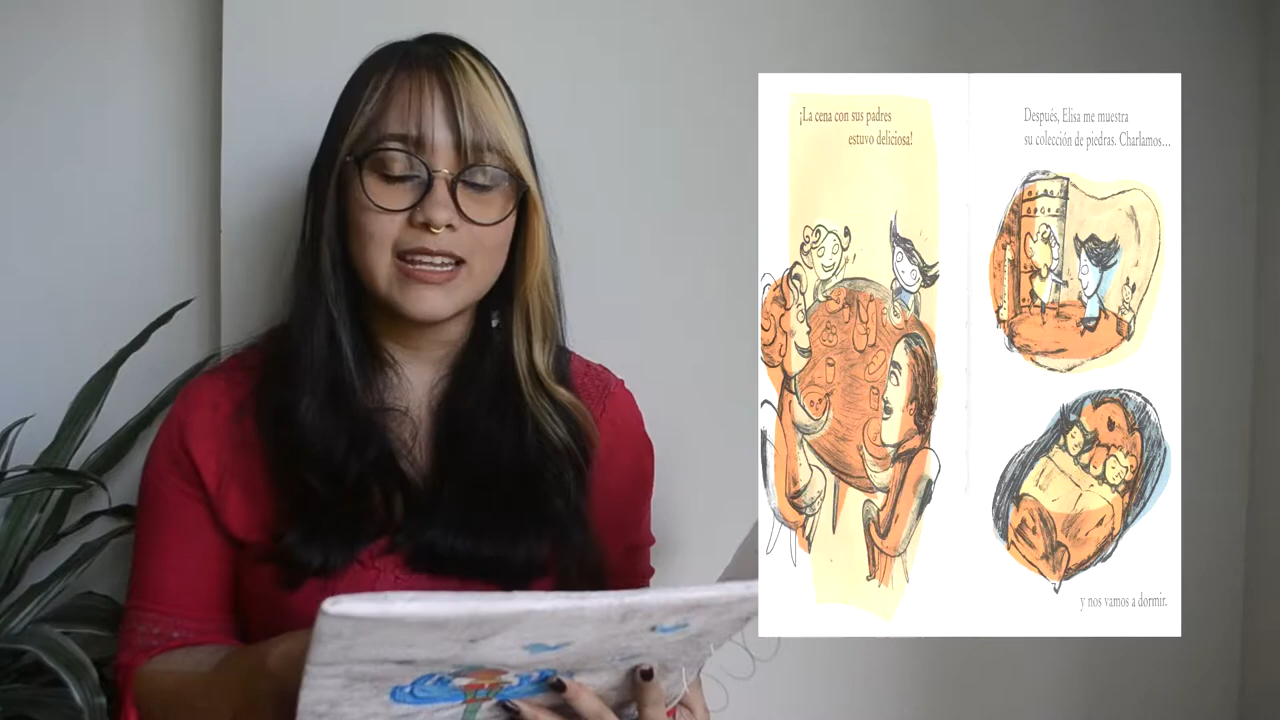 ¡La cena con sus padres
estuvo deliciosa!
Después, Elisa me muestra
su colección de piedras. Charlamos...
y nos vamos a dormir.